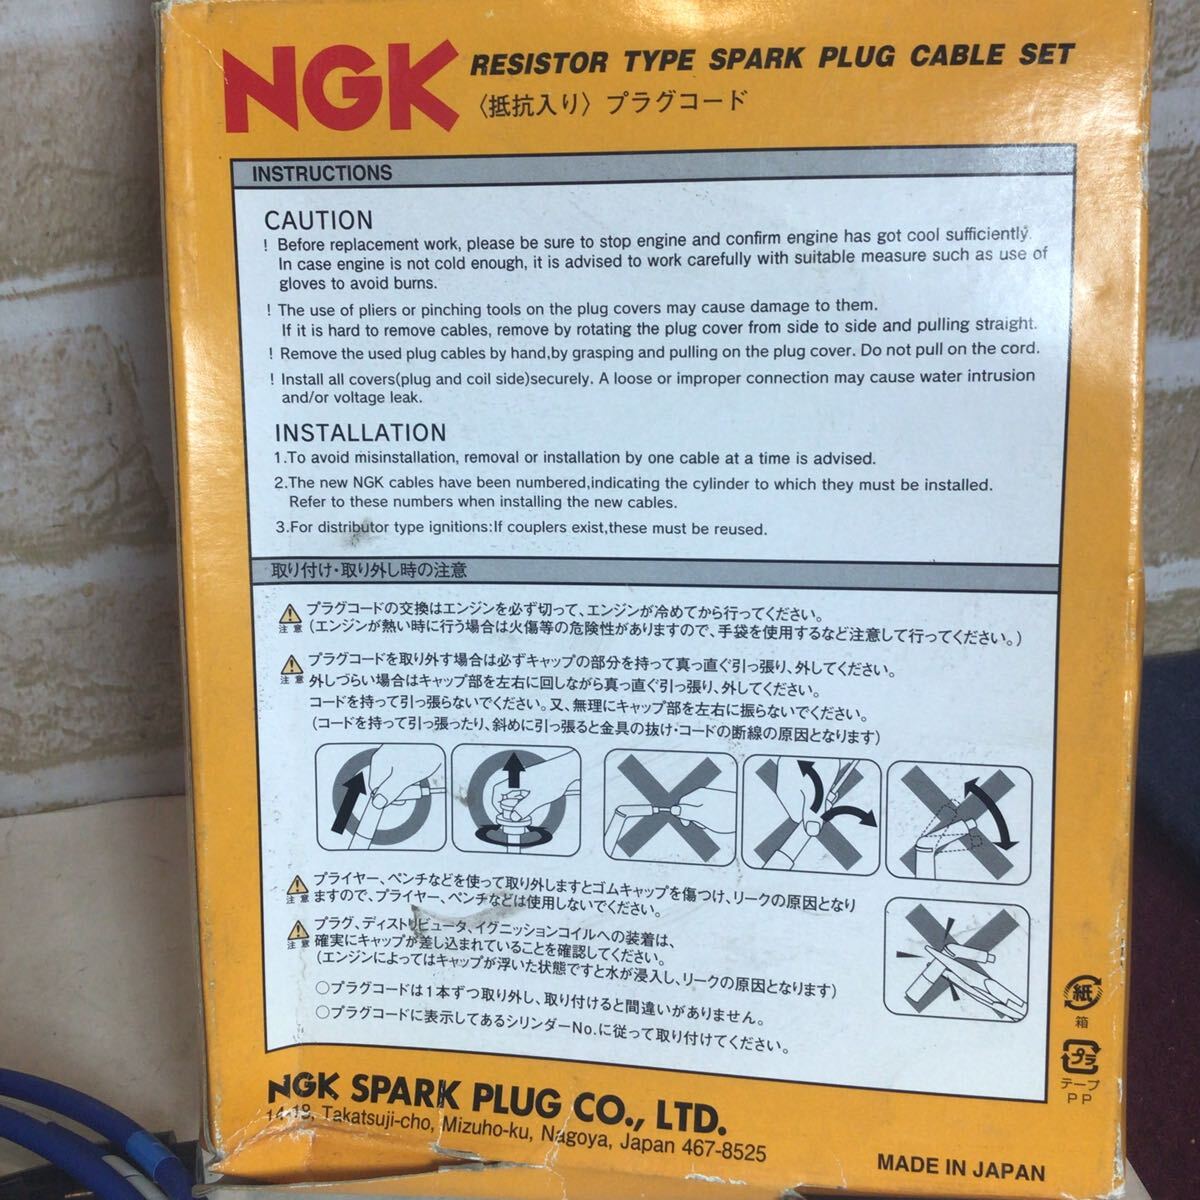 NGK RESISTOR TYPE SPARK PLUG CABLE SET
〈抵抗入り〉プラグコード
INSTRUCTIONS
CAUTION
! Before replacement work, please be sure to stop engine and confirm engine has got cool sufficiently.
In case engine is not cold enough, it is advised to work carefully with suitable measure such as use of
gloves to avoid burns.
! The use of pliers or pinching tools on the plug covers may cause damage to them.
If it is hard to remove cables, remove by rotating the plug cover from side to side and pulling straight.
! Remove the used plug cables by hand,by grasping and pulling on the plug cover. Do not pull on the cord.
! Install all covers(plug and coil side)securely. A loose or improper connection may cause water intrusion
and/or voltage leak.
INSTALLATION
1.To avoid misinstallation, removal or installation by one cable at a time is advised.
2.The new NGK cables have been numbered,indicating the cylinder to which they must be installed.
Refer to these numbers when installing the new cables.
3.For distributor type ignitions:If couplers exist,these must be reused.
取り付け・取り外し時の注意
プラグコードの交換はエンジンを必ず切って、エンジンが冷めてから行ってください。
注意 (エンジンが熱い時に行う場合は火傷等の危険性がありますので、手袋を使用するなど注意して行ってください。)
プラグコードを取り外す場合は必ずキャップの部分を持って真っ直ぐ引っ張り、外してください。
注意 外しづらい場合はキャップ部を左右に回しながら真っ直ぐ引っ張り、外してください。
コードを持って引っ張らないでください。又、無理にキャップ部を左右に振らないでください。
(コードを持って引っ張ったり、斜めに引っ張ると金具の抜け・コードの断線の原因となります)
プライヤー、ペンチなどを使って取り外しますとゴムキャップを傷つけ、リークの原因となり
注意 ますので、プライヤー、ペンチなどは使用しないでください。
プラグ、ディストリビュータ、イグニッションコイルへの装着は、
注意 確実にキャップが差し込まれていることを確認してください。
(エンジンによってはキャップが浮いた状態ですと水が浸入し、リークの原因となります)
○プラグコードは1本ずつ取り外し、取り付けると間違いがありません。
○プラグコードに表示してあるシリンダーNo.に従って取り付けてください。
紙
箱
プラ
テープ
PP
NGK SPARK PLUG CO., LTD.
14-18, Takatsuji-cho, Mizuho-ku, Nagoya, Japan 467-8525
MADE IN JAPAN